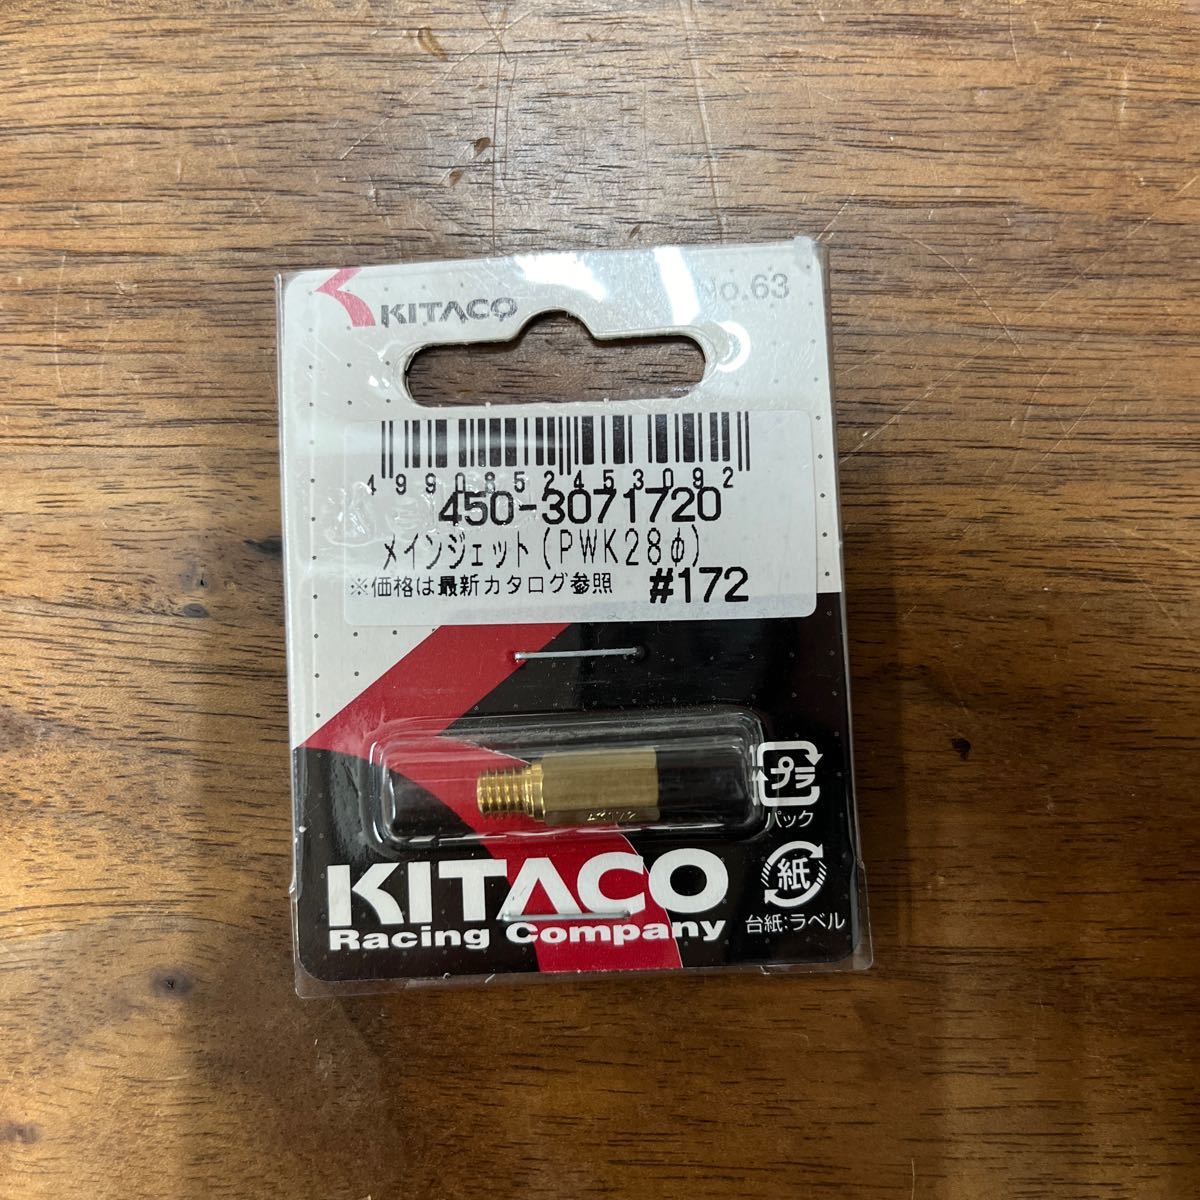 KITACO
No.63
4990852453092
450-3071720
メインジェット(PWK28φ)
※価格は最新カタログ参照 #172
プラ
パック
紙
台紙:ラベル
KITACO
Racing Company